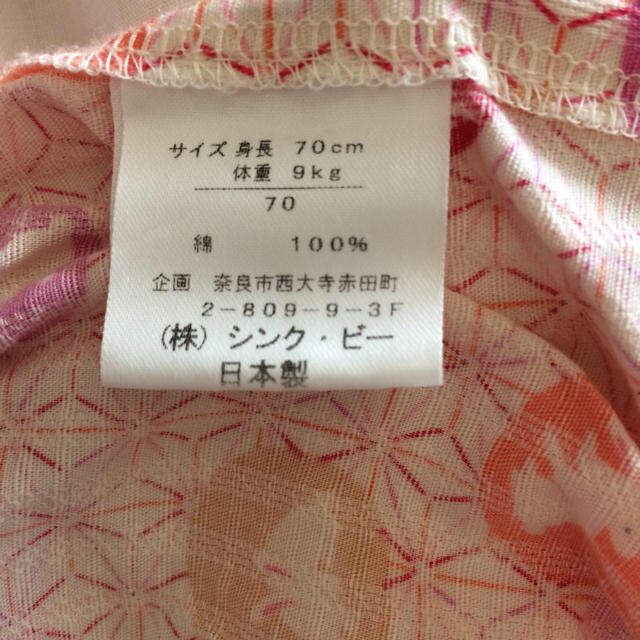 サイズ 身長 70cm
体重 9kg
70
綿 100%
企画 奈良市西大寺赤田町
2-809-9-3F
(株) シンク・ビー
日本製